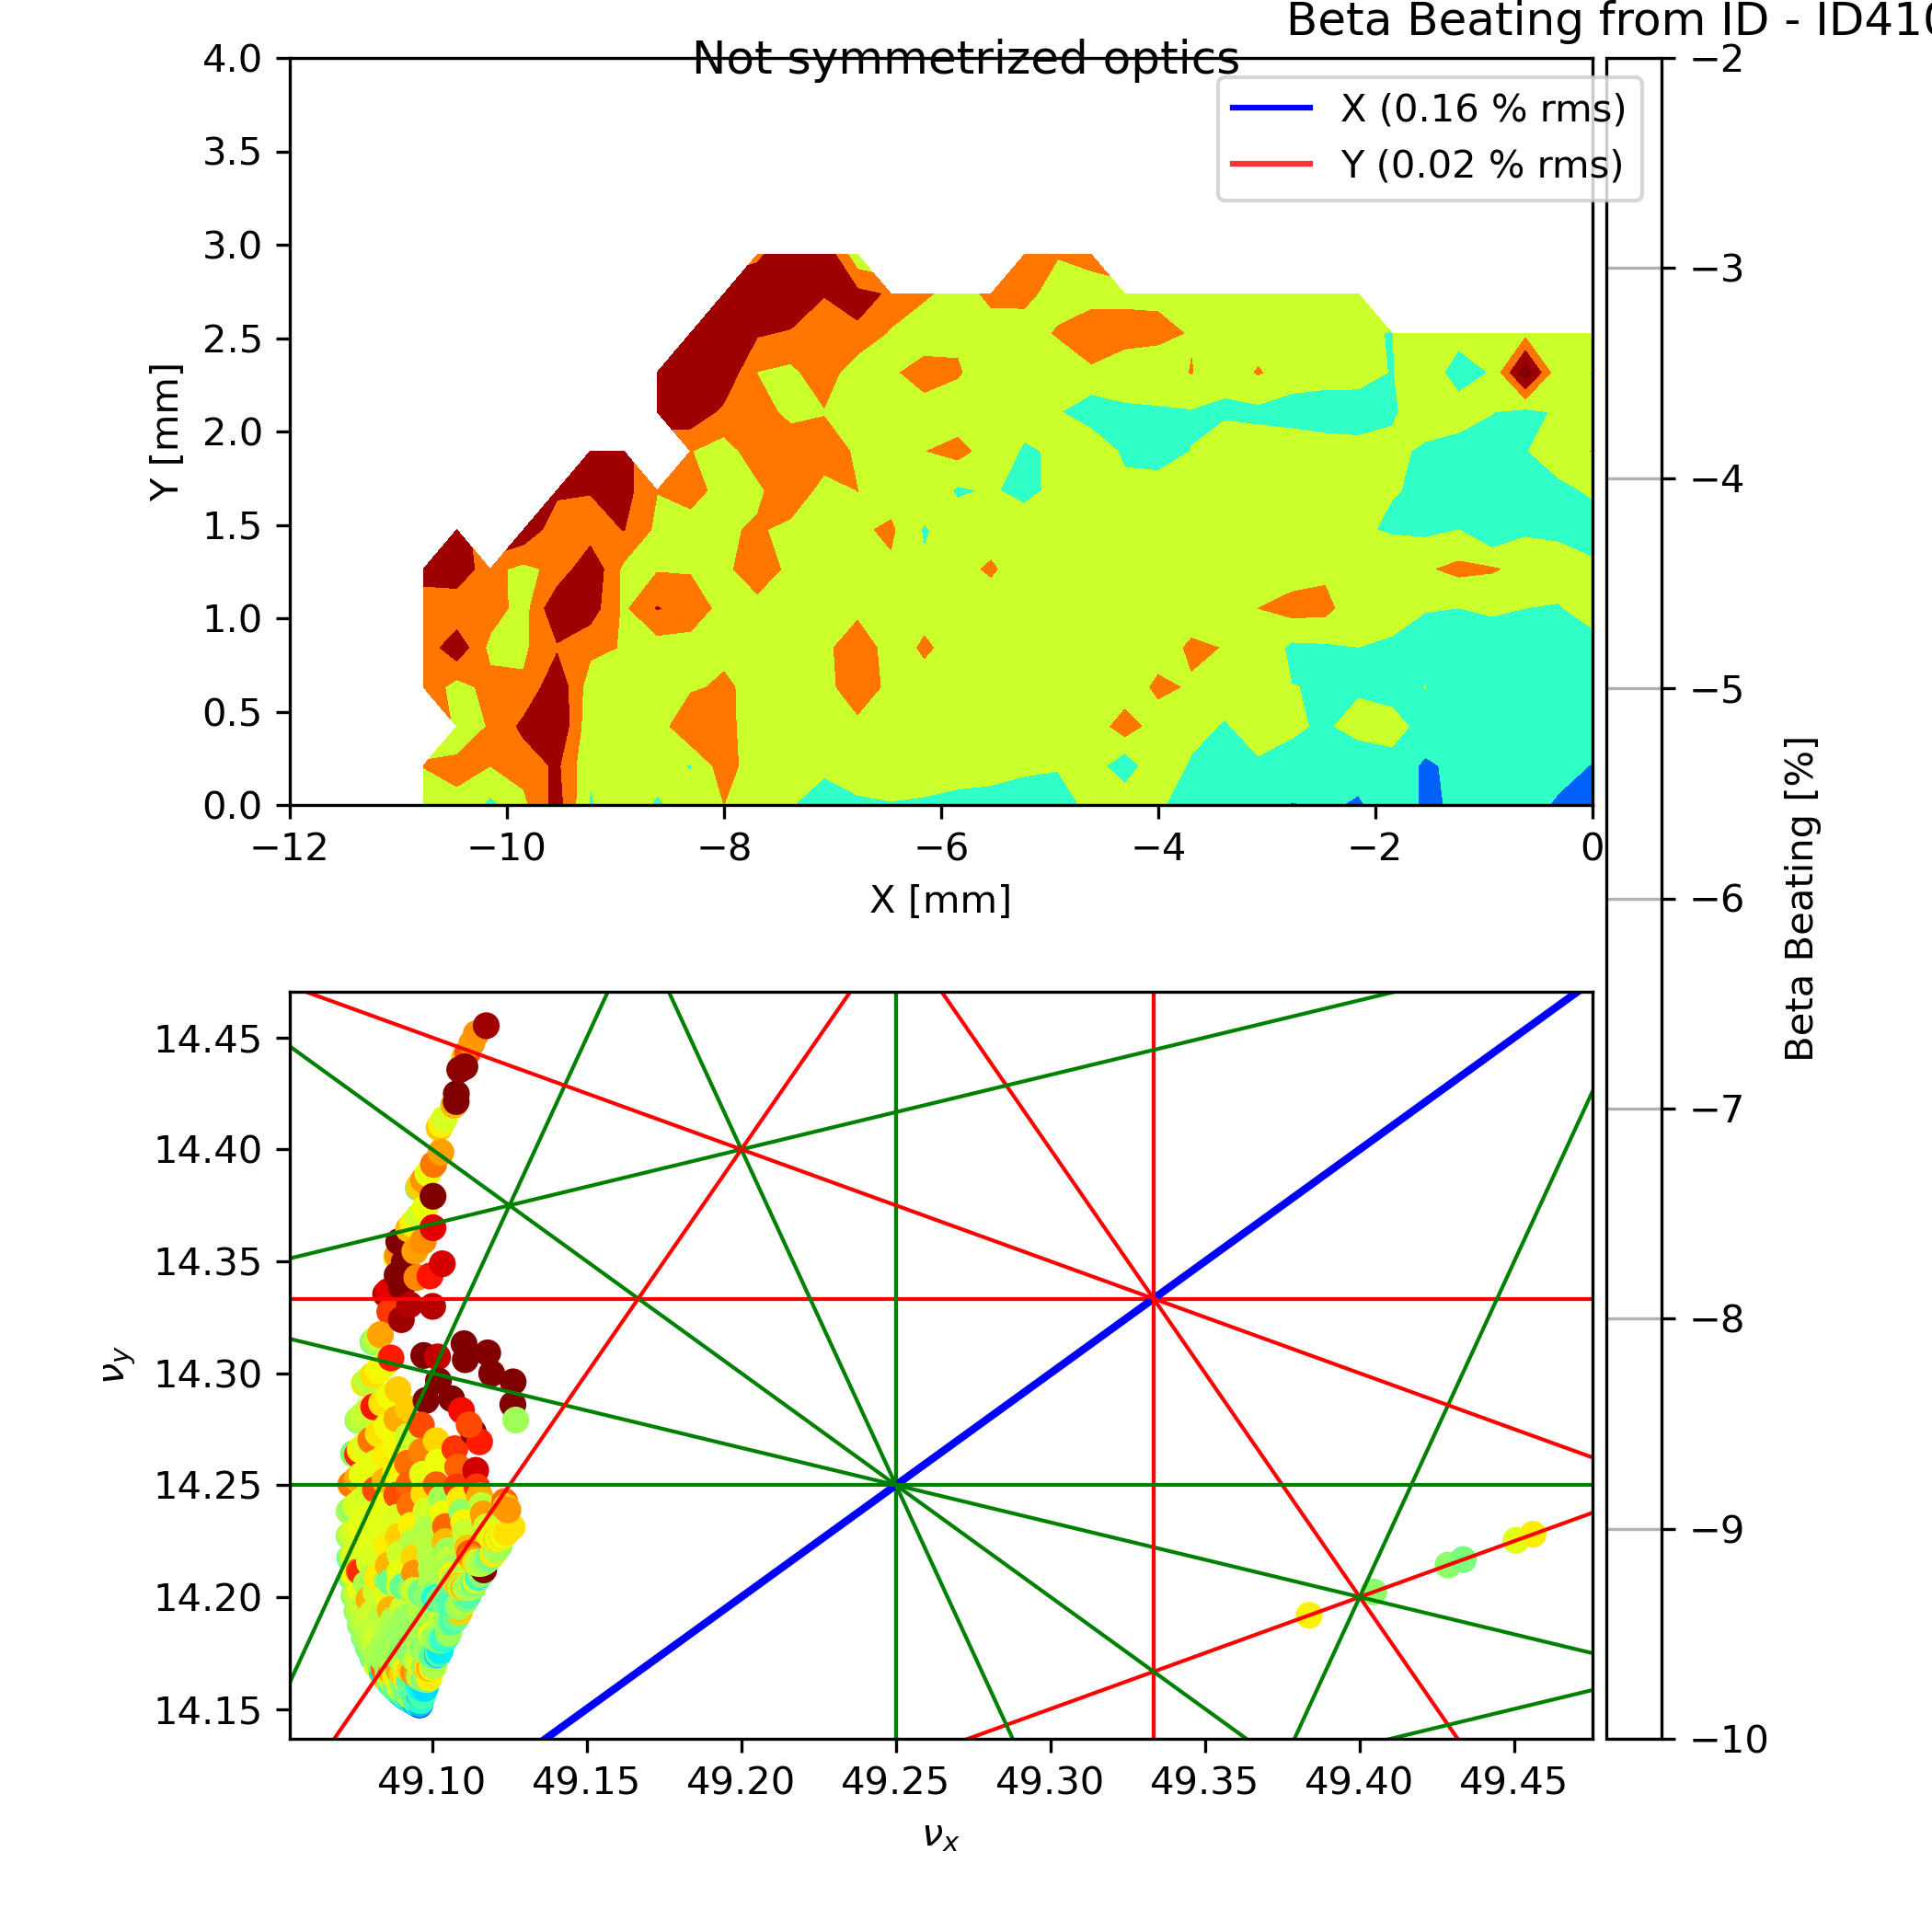 Beta Beating from ID - ID410
Not symmetrized optics
X (0.16 % rms)
Y (0.02 % rms)
4.0
3.5
3.0
2.5
2.0
1.5
1.0
0.5
0.0
Y [mm]
−12 −10 −8 −6 −4 −2 0
X [mm]
−2
−3
−4
−5
−6
−7
−8
−9
−10
Beta Beating [%]
14.45
14.40
14.35
14.30
14.25
14.20
14.15
νy
49.10 49.15 49.20 49.25 49.30 49.35 49.40 49.45
νx